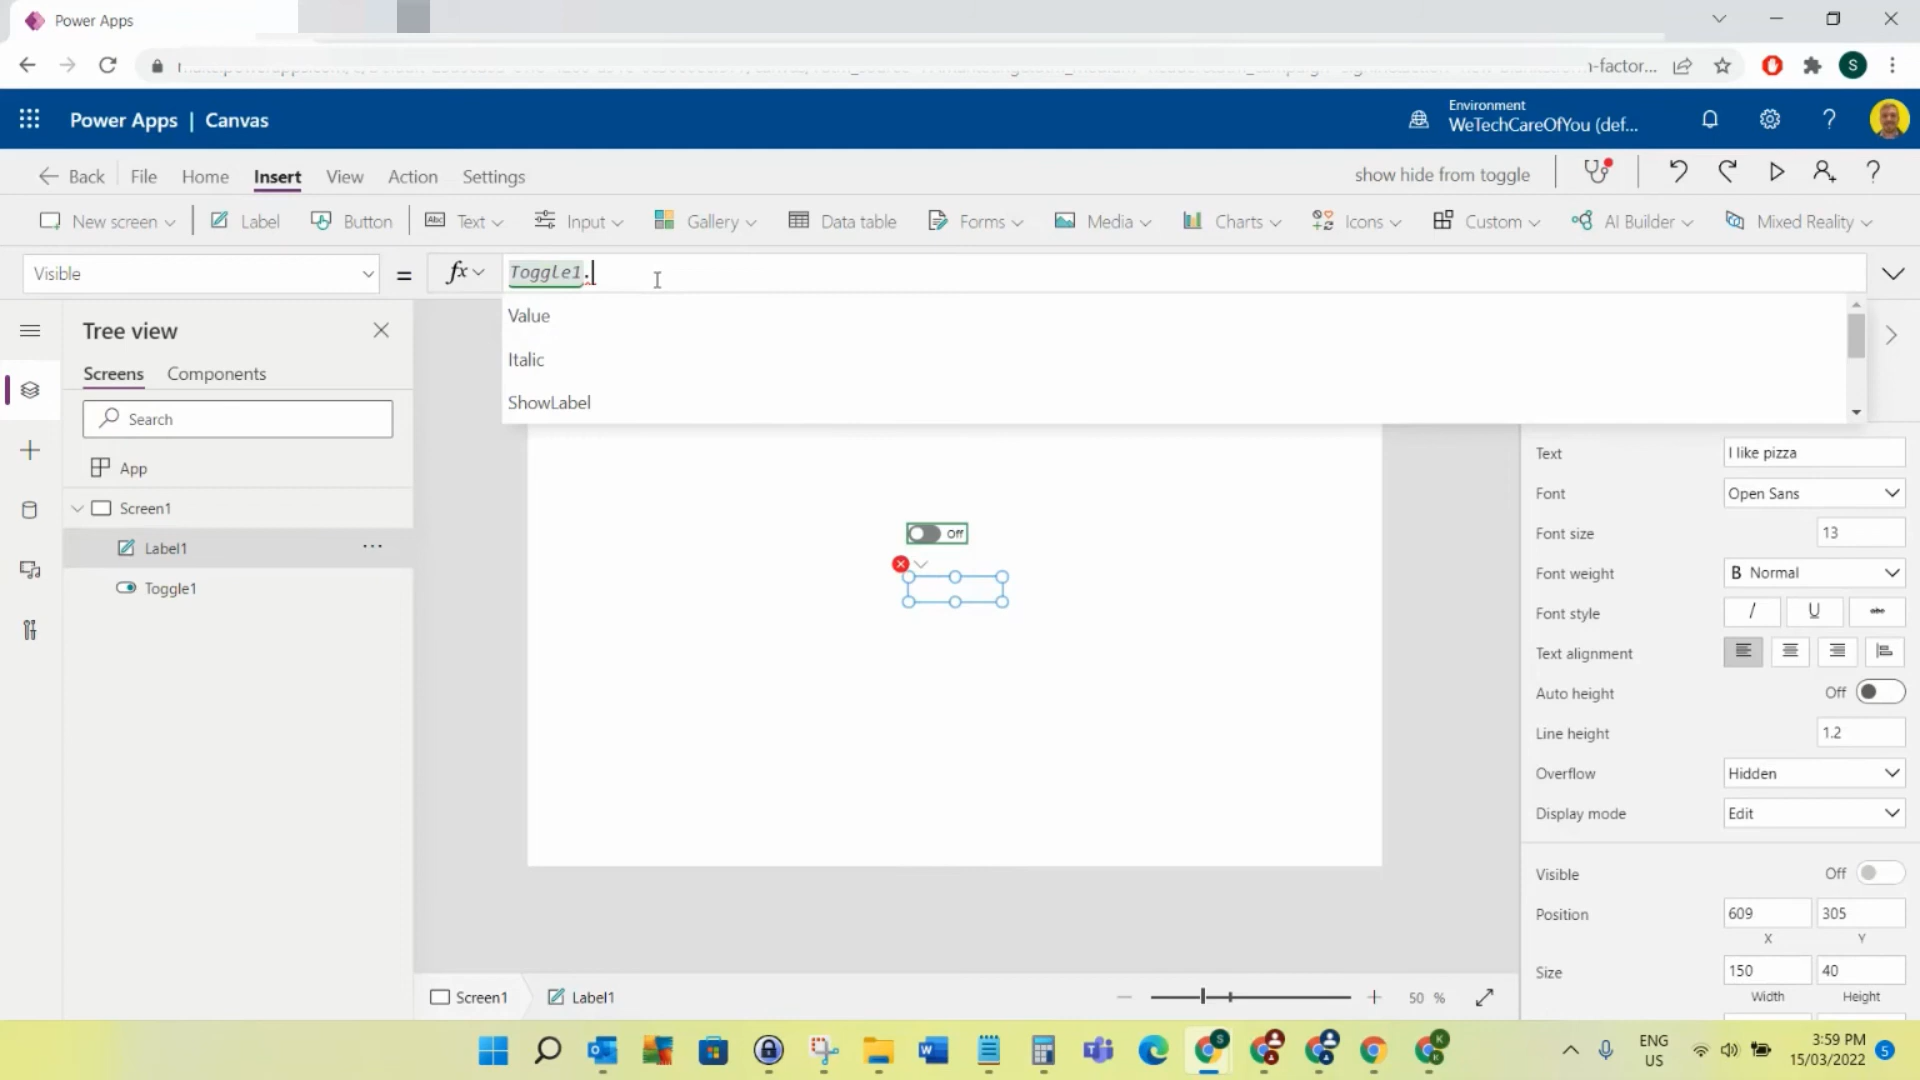 Power Apps
-factor...
S
Power Apps | Canvas
Environment
WeTechCareOfYou (def...
?
Back
File
Home
Insert
View
Action
Settings
show hide from toggle
?
New screen
Label
Button
Abc Text
Input
Gallery
Data table
Forms
Media
Charts
Icons
Custom
AI Builder
Mixed Reality
Visible
=
fx
Toggle1.
Value
Italic
ShowLabel
Tree view
Screens
Components
Search
App
Screen1
Label1
...
Toggle1
Off
Text
I like pizza
Font
Open Sans
Font size
13
Font weight
B Normal
Font style
/ U abc
Text alignment
Auto height
Off
Line height
1.2
Overflow
Hidden
Display mode
Edit
Visible
Off
Position
609
305
X
Y
Size
150
40
Width
Height
Screen1
Label1
50 %
ENG
US
3:59 PM
15/03/2022
5